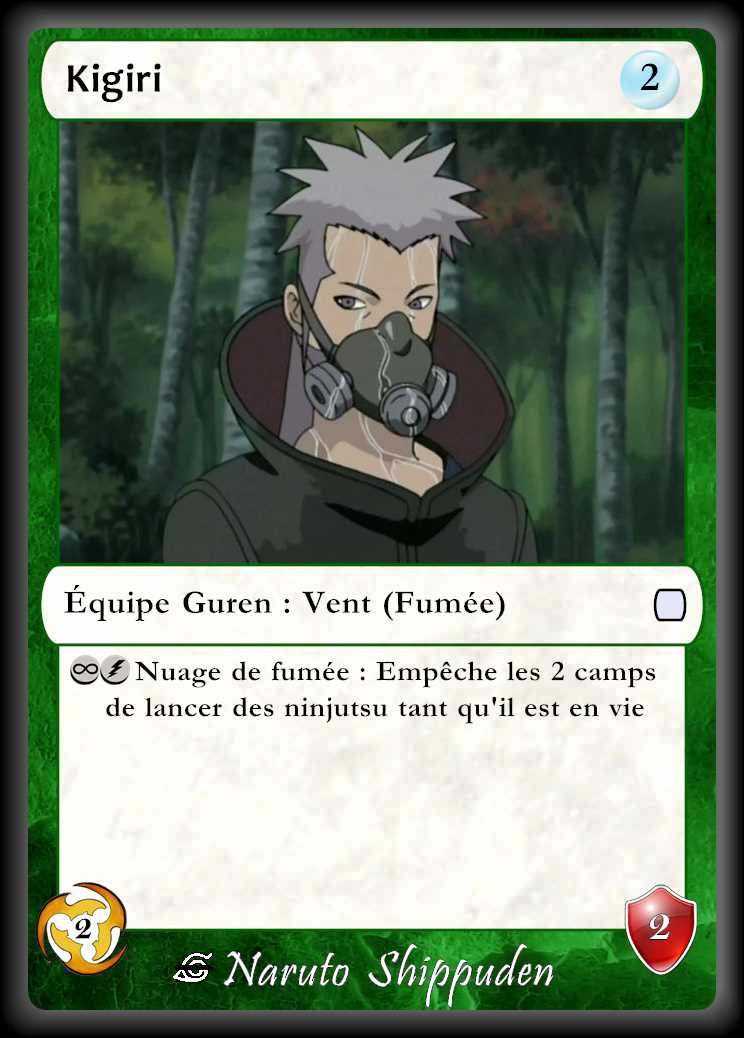 Kigiri
2
Équipe Guren : Vent (Fumée)
Nuage de fumée : Empêche les 2 camps
de lancer des ninjutsu tant qu'il est en vie
2
2
Naruto Shippuden